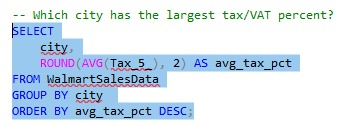 -- Which city has the largest tax/VAT percent?
SELECT
    city,
    ROUND(AVG(Tax_5_), 2) AS avg_tax_pct
FROM WalmartSalesData
GROUP BY city
ORDER BY avg_tax_pct DESC;